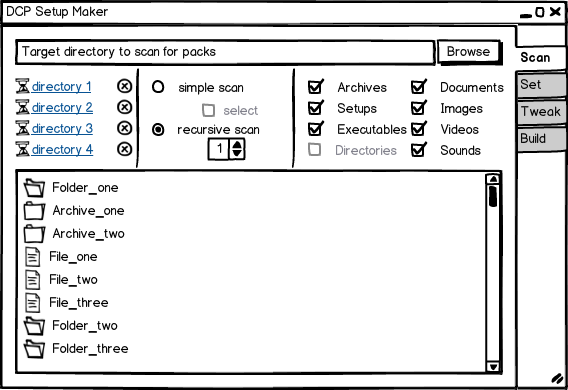 DCP Setup Maker
Target directory to scan for packs
Browse
Scan
Set
Tweak
Build
directory 1
directory 2
directory 3
directory 4
simple scan
select
recursive scan
1
Archives
Setups
Executables
Directories
Documents
Images
Videos
Sounds
Folder_one
Archive_one
Archive_two
File_one
File_two
File_three
Folder_two
Folder_three